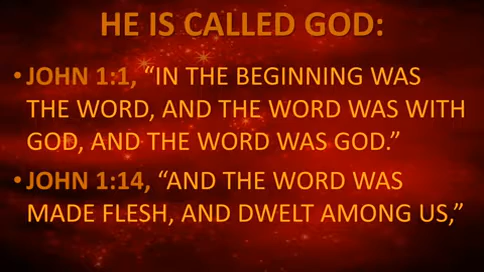 HE IS CALLED GOD:
• JOHN 1:1, “IN THE BEGINNING WAS
THE WORD, AND THE WORD WAS WITH
GOD, AND THE WORD WAS GOD.”
• JOHN 1:14, “AND THE WORD WAS
MADE FLESH, AND DWELT AMONG US,”